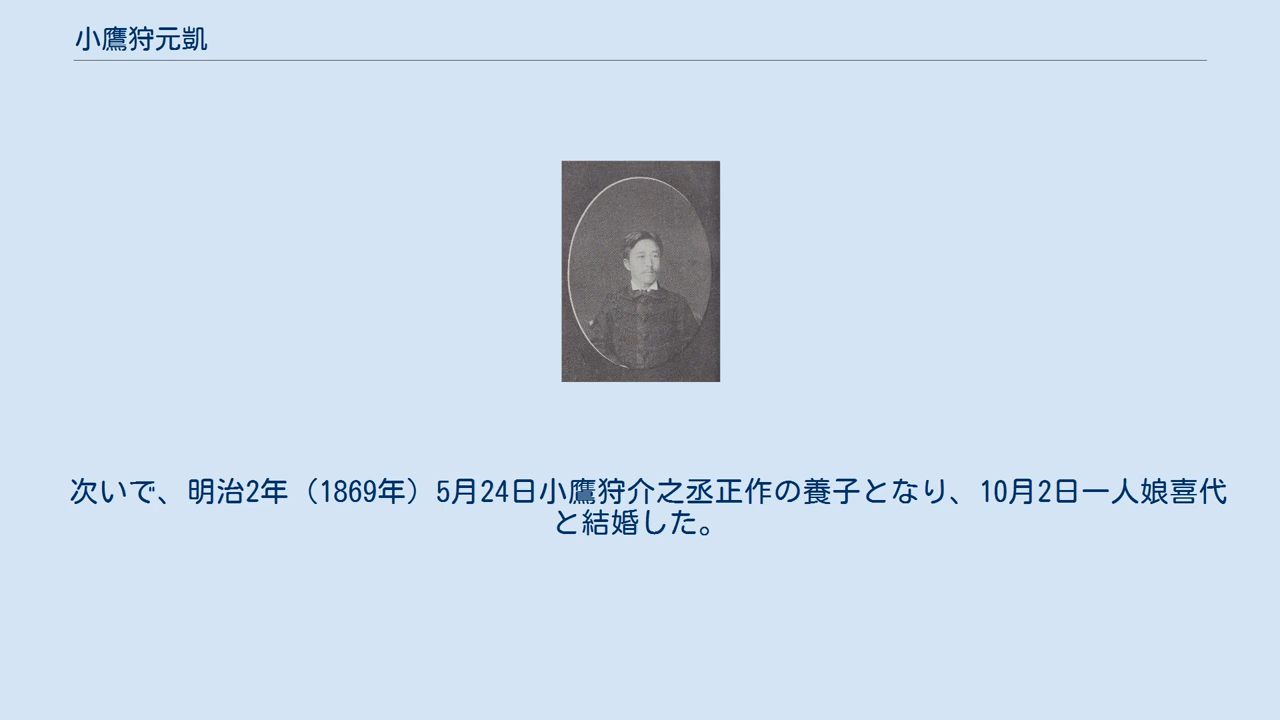 小鷹狩元凱
次いで、明治2年（1869年）5月24日小鷹狩介之丞正作の養子となり、10月2日一人娘喜代
と結婚した。